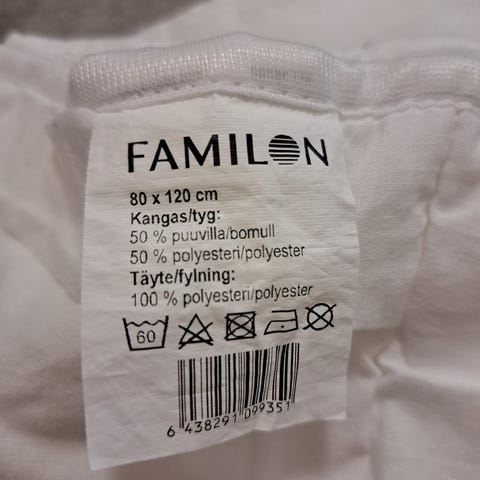 FAMILON
80 x 120 cm
Kangas/tyg:
50 % puuvilla/bomull
50 % polyesteri/polyester
Täyte/fylning:
100 % polyesteri/polyester
60
6 438291 099351